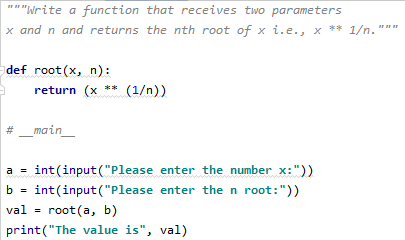 """Write a function that receives two parameters
x and n and returns the nth root of x i.e., x ** 1/n."""
def root(x, n):
    return (x ** (1/n))
# __main__
a = int(input("Please enter the number x:"))
b = int(input("Please enter the n root:"))
val = root(a, b)
print("The value is", val)